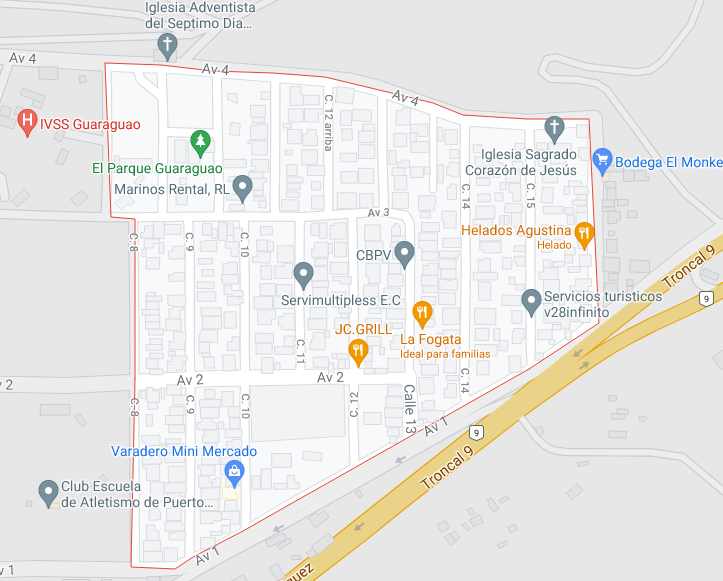 Iglesia Adventista
del Septimo Dia...
Av 4
Av 4
Av 4
C. 12 arriba
IVSS Guaraguao
El Parque Guaraguao
Marinos Rental, RL
Iglesia Sagrado
Corazón de Jesús
Bodega El Monke
C. 14
C. 15
Av 3
Helados Agustina
Helado
C. 8
C. 9
C. 10
CBPV
Troncal 9
9
Servimultipless E.C
Servicios turisticos
v28infinito
JC.GRILL
La Fogata
Ideal para familias
C. 11
Av 2
Av 2
v 2
C. 14
C. 8
C. 9
C. 10
C. 12
Calle 13
Av 1
9
Varadero Mini Mercado
Troncal 9
Club Escuela
de Atletismo de Puerto...
Av 1
v 1
guez